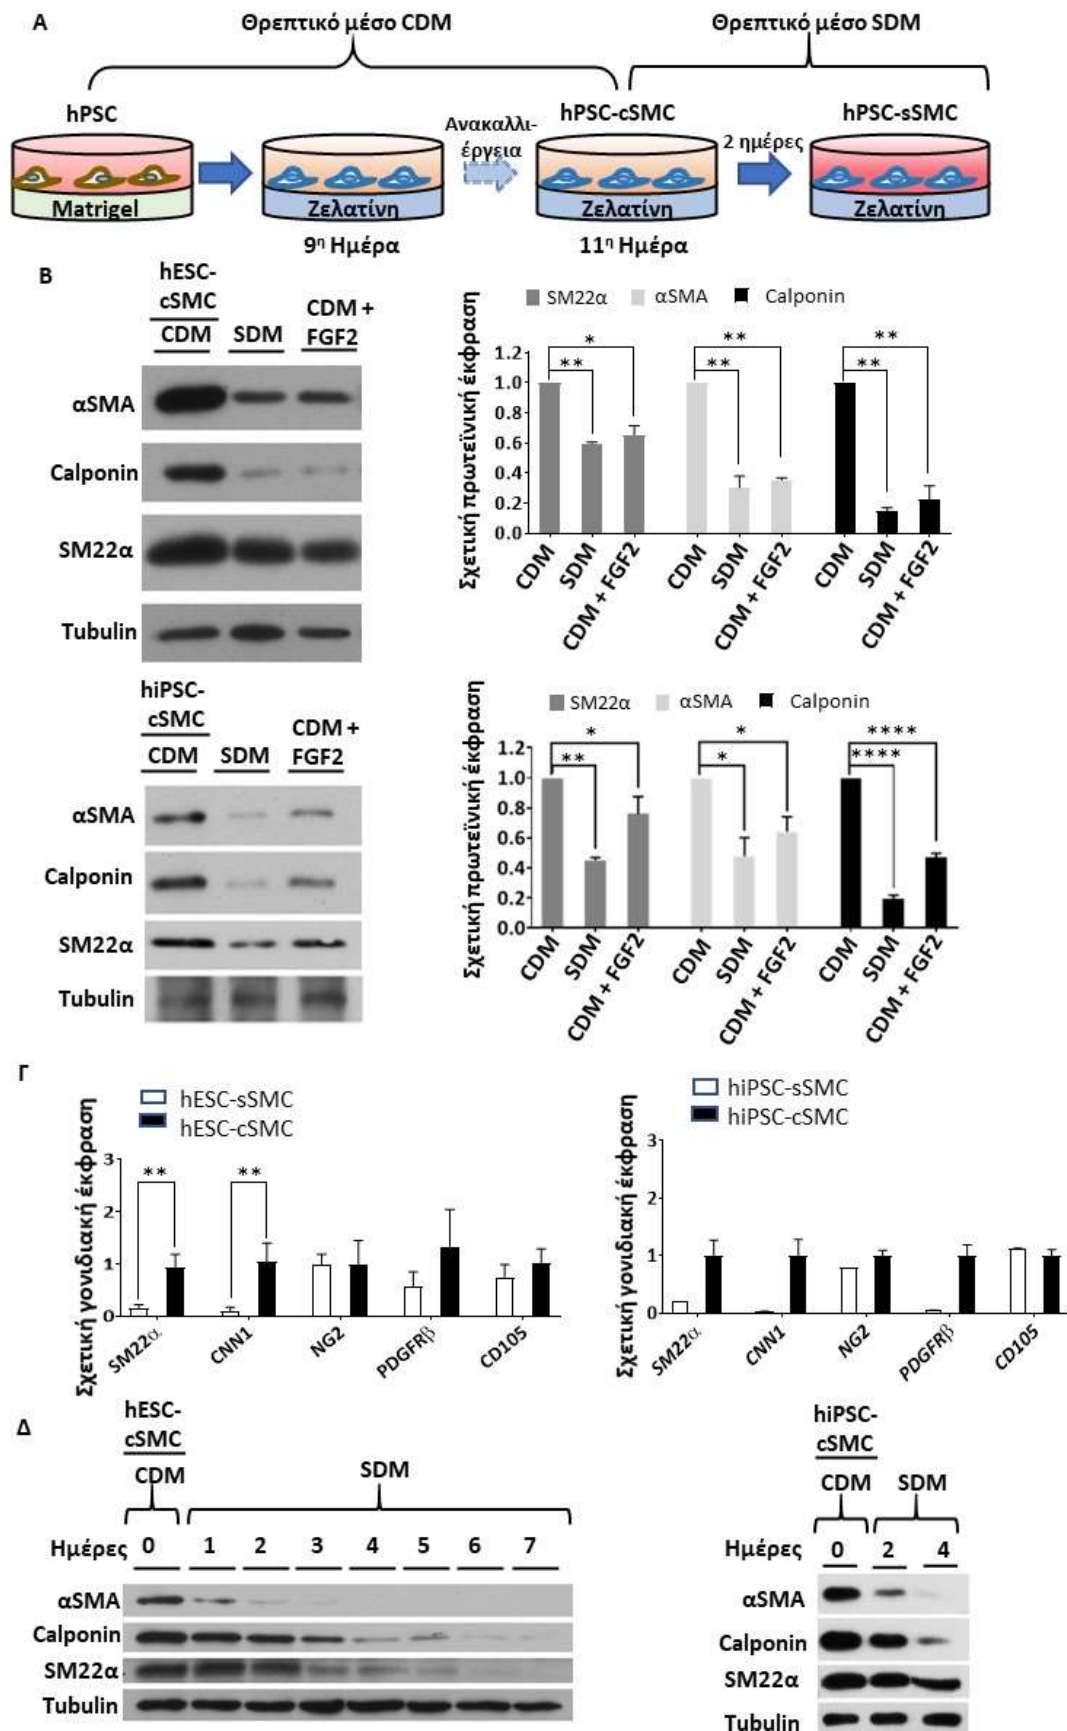 Α
Θρεπτικό μέσο CDM
Θρεπτικό μέσο SDM
hPSC
Ανακαλλι-
έργεια
hPSC-cSMC
2 ημέρες
hPSC-sSMC
Matrigel
Ζελατίνη
Ζελατίνη
Ζελατίνη
9η Ημέρα
11η Ημέρα
Β
hESC-
cSMC
CDM
SDM
CDM +
FGF2
αSMA
Calponin
SM22α
Tubulin
SM22α
αSMA
Calponin
Σχετική πρωτεϊνική έκφραση
1.2
1.0
0.8
0.6
0.4
0.2
0.0
*
**
**
**
**
**
CDM
SDM
CDM + FGF2
CDM
SDM
CDM + FGF2
CDM
SDM
CDM + FGF2
hiPSC-
cSMC
CDM
SDM
CDM +
FGF2
αSMA
Calponin
SM22α
Tubulin
SM22α
αSMA
Calponin
Σχετική πρωτεϊνική έκφραση
1.2
1.0
0.8
0.6
0.4
0.2
0.0
*
**
*
*
****
****
CDM
SDM
CDM + FGF2
CDM
SDM
CDM + FGF2
CDM
SDM
CDM + FGF2
Γ
hESC-sSMC
hESC-cSMC
Σχετική γονιδιακή έκφραση
3
2
1
0
**
**
SM22α
CNN1
NG2
PDGFRβ
CD105
hiPSC-sSMC
hiPSC-cSMC
Σχετική γονιδιακή έκφραση
3
2
1
0
SM22α
CNN1
NG2
PDGFRβ
CD105
Δ
hESC-
cSMC
CDM
SDM
Ημέρες 0 1 2 3 4 5 6 7
αSMA
Calponin
SM22α
Tubulin
hiPSC-
cSMC
CDM
SDM
Ημέρες 0 2 4
αSMA
Calponin
SM22α
Tubulin